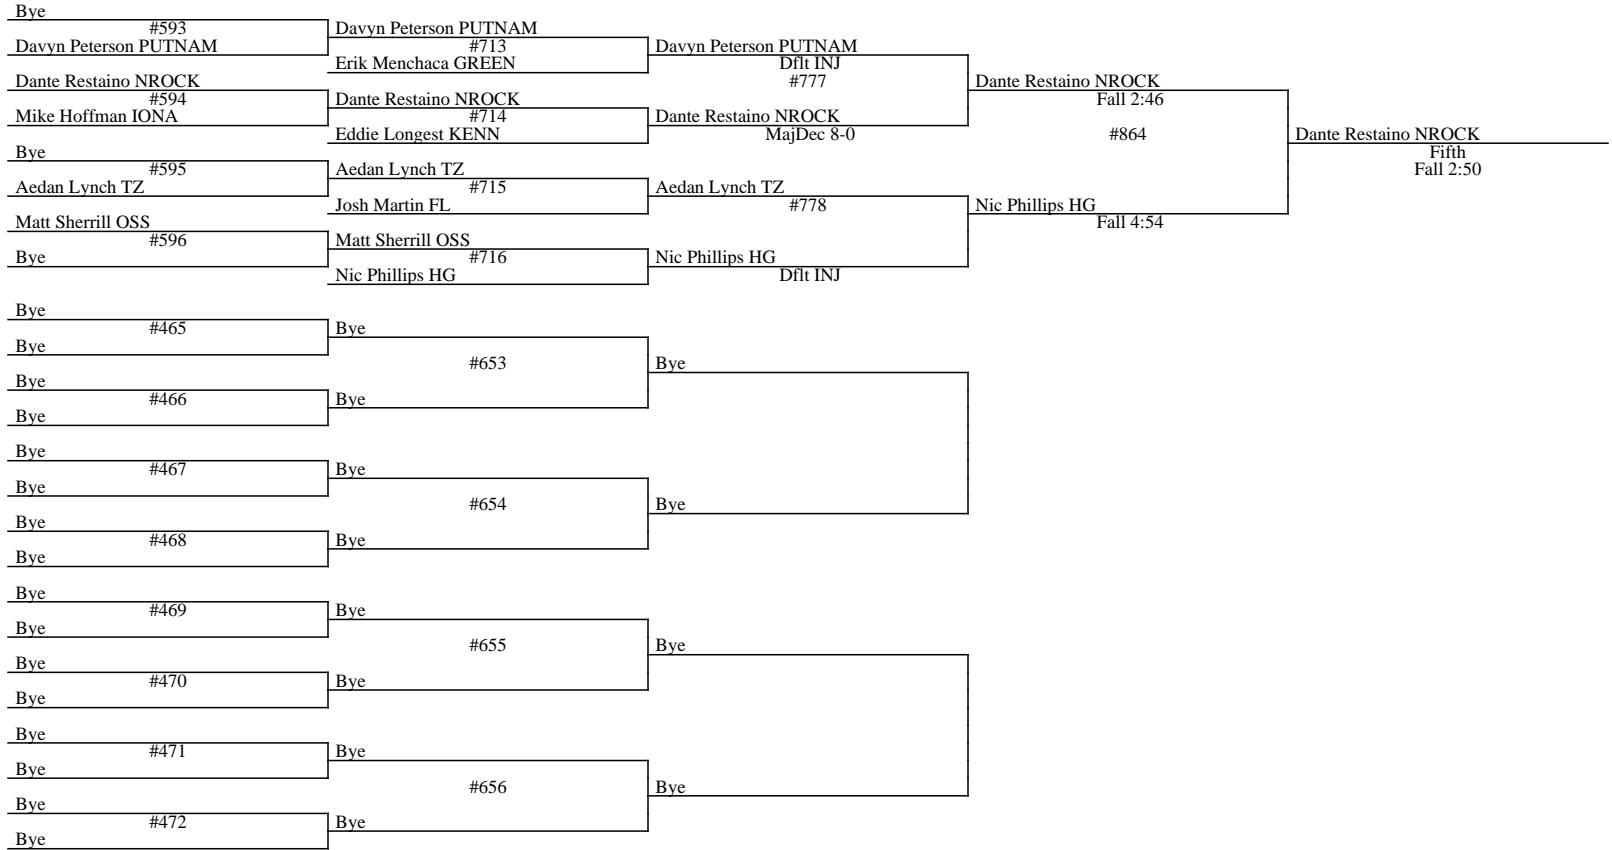 Bye
#593
Davyn Peterson PUTNAM
Dante Restaino NROCK
#594
Mike Hoffman IONA
Bye
#595
Aedan Lynch TZ
Matt Sherrill OSS
#596
Bye
Davyn Peterson PUTNAM
#713
Erik Menchaca GREEN
Dante Restaino NROCK
#714
Eddie Longest KENN
Aedan Lynch TZ
#715
Josh Martin FL
Matt Sherrill OSS
#716
Nic Phillips HG
Davyn Peterson PUTNAM
Dflt INJ
#777
Dante Restaino NROCK
MajDec 8-0
Aedan Lynch TZ
#778
Nic Phillips HG
Dflt INJ
Dante Restaino NROCK
Fall 2:46
#864
Nic Phillips HG
Fall 4:54
Dante Restaino NROCK
Fifth
Fall 2:50
Bye
#465
Bye
Bye
#466
Bye
Bye
#467
Bye
Bye
#468
Bye
Bye
#469
Bye
Bye
#470
Bye
Bye
#471
Bye
Bye
#472
Bye
Bye
#653
Bye
Bye
#654
Bye
Bye
#655
Bye
Bye
#656
Bye
Bye
Bye
Bye
Bye